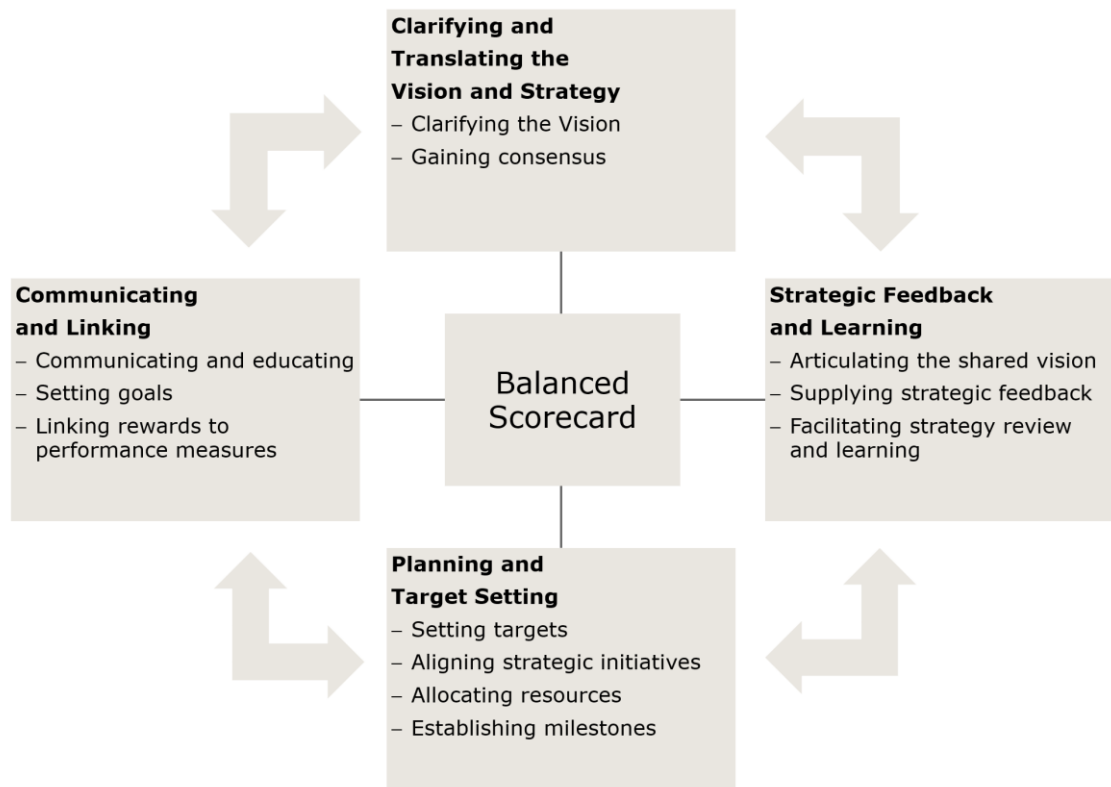 Clarifying and
Translating the
Vision and Strategy
– Clarifying the Vision
– Gaining consensus
Communicating
and Linking
– Communicating and educating
– Setting goals
– Linking rewards to
performance measures
Balanced
Scorecard
Strategic Feedback
and Learning
– Articulating the shared vision
– Supplying strategic feedback
– Facilitating strategy review
and learning
Planning and
Target Setting
– Setting targets
– Aligning strategic initiatives
– Allocating resources
– Establishing milestones